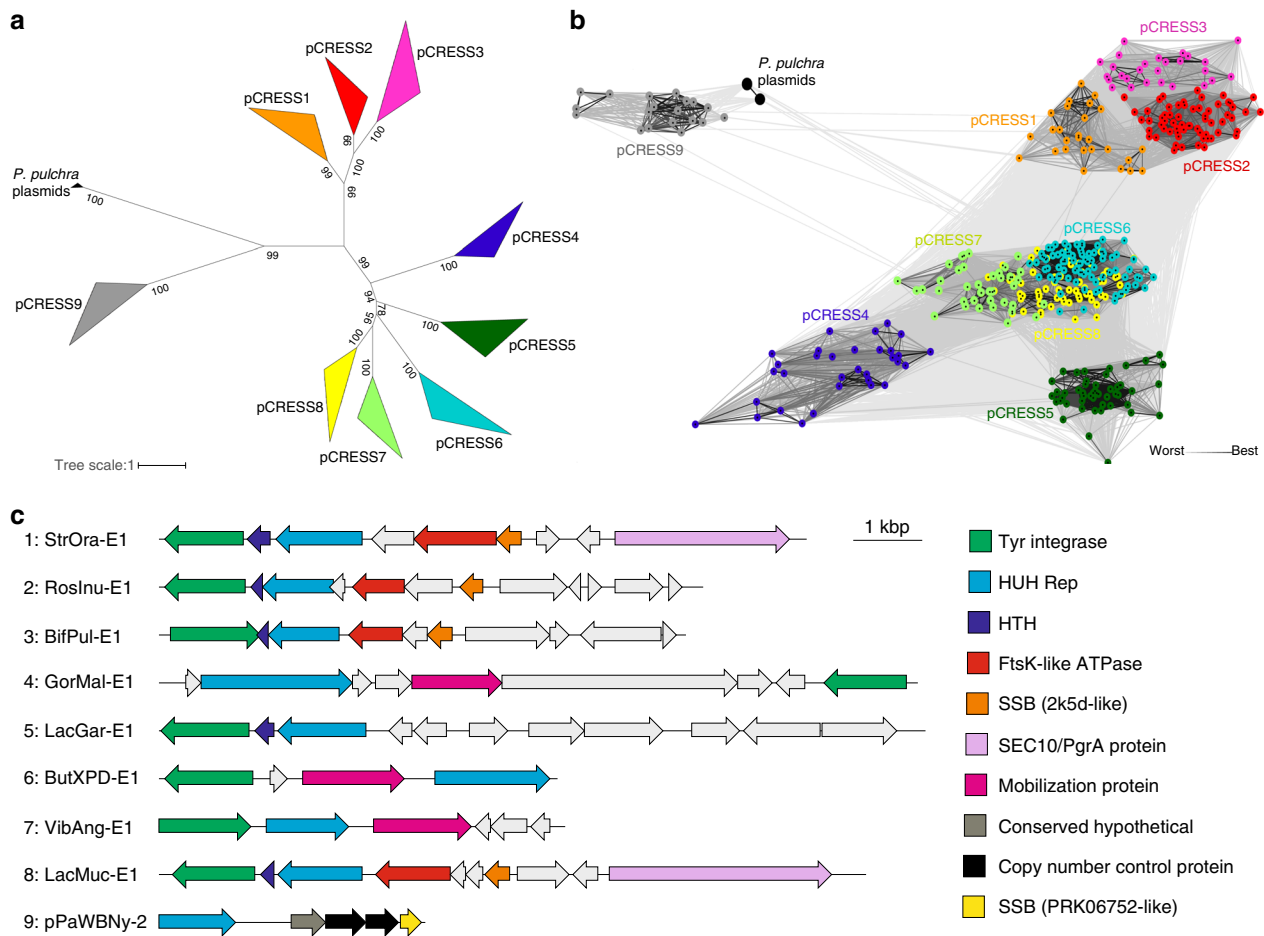 a
pCRESS1
pCRESS2
pCRESS3
66
100
99
100
66
P. pulchra
plasmids
100
99
pCRESS4
100
99
pCRESS9
100
94
78
95
100
pCRESS5
100
100
100
pCRESS8
pCRESS7
pCRESS6
Tree scale:1
b
P. pulchra
plasmids
pCRESS9
pCRESS3
pCRESS1
pCRESS2
pCRESS7
pCRESS6
pCRESS4
pCRESS8
pCRESS5
Worst
Best
c
1 kbp
1: StrOra-E1
2: RosInu-E1
3: BifPul-E1
4: GorMal-E1
5: LacGar-E1
6: ButXPD-E1
7: VibAng-E1
8: LacMuc-E1
9: pPaWBNy-2
Tyr integrase
HUH Rep
HTH
FtsK-like ATPase
SSB (2k5d-like)
SEC10/PgrA protein
Mobilization protein
Conserved hypothetical
Copy number control protein
SSB (PRK06752-like)